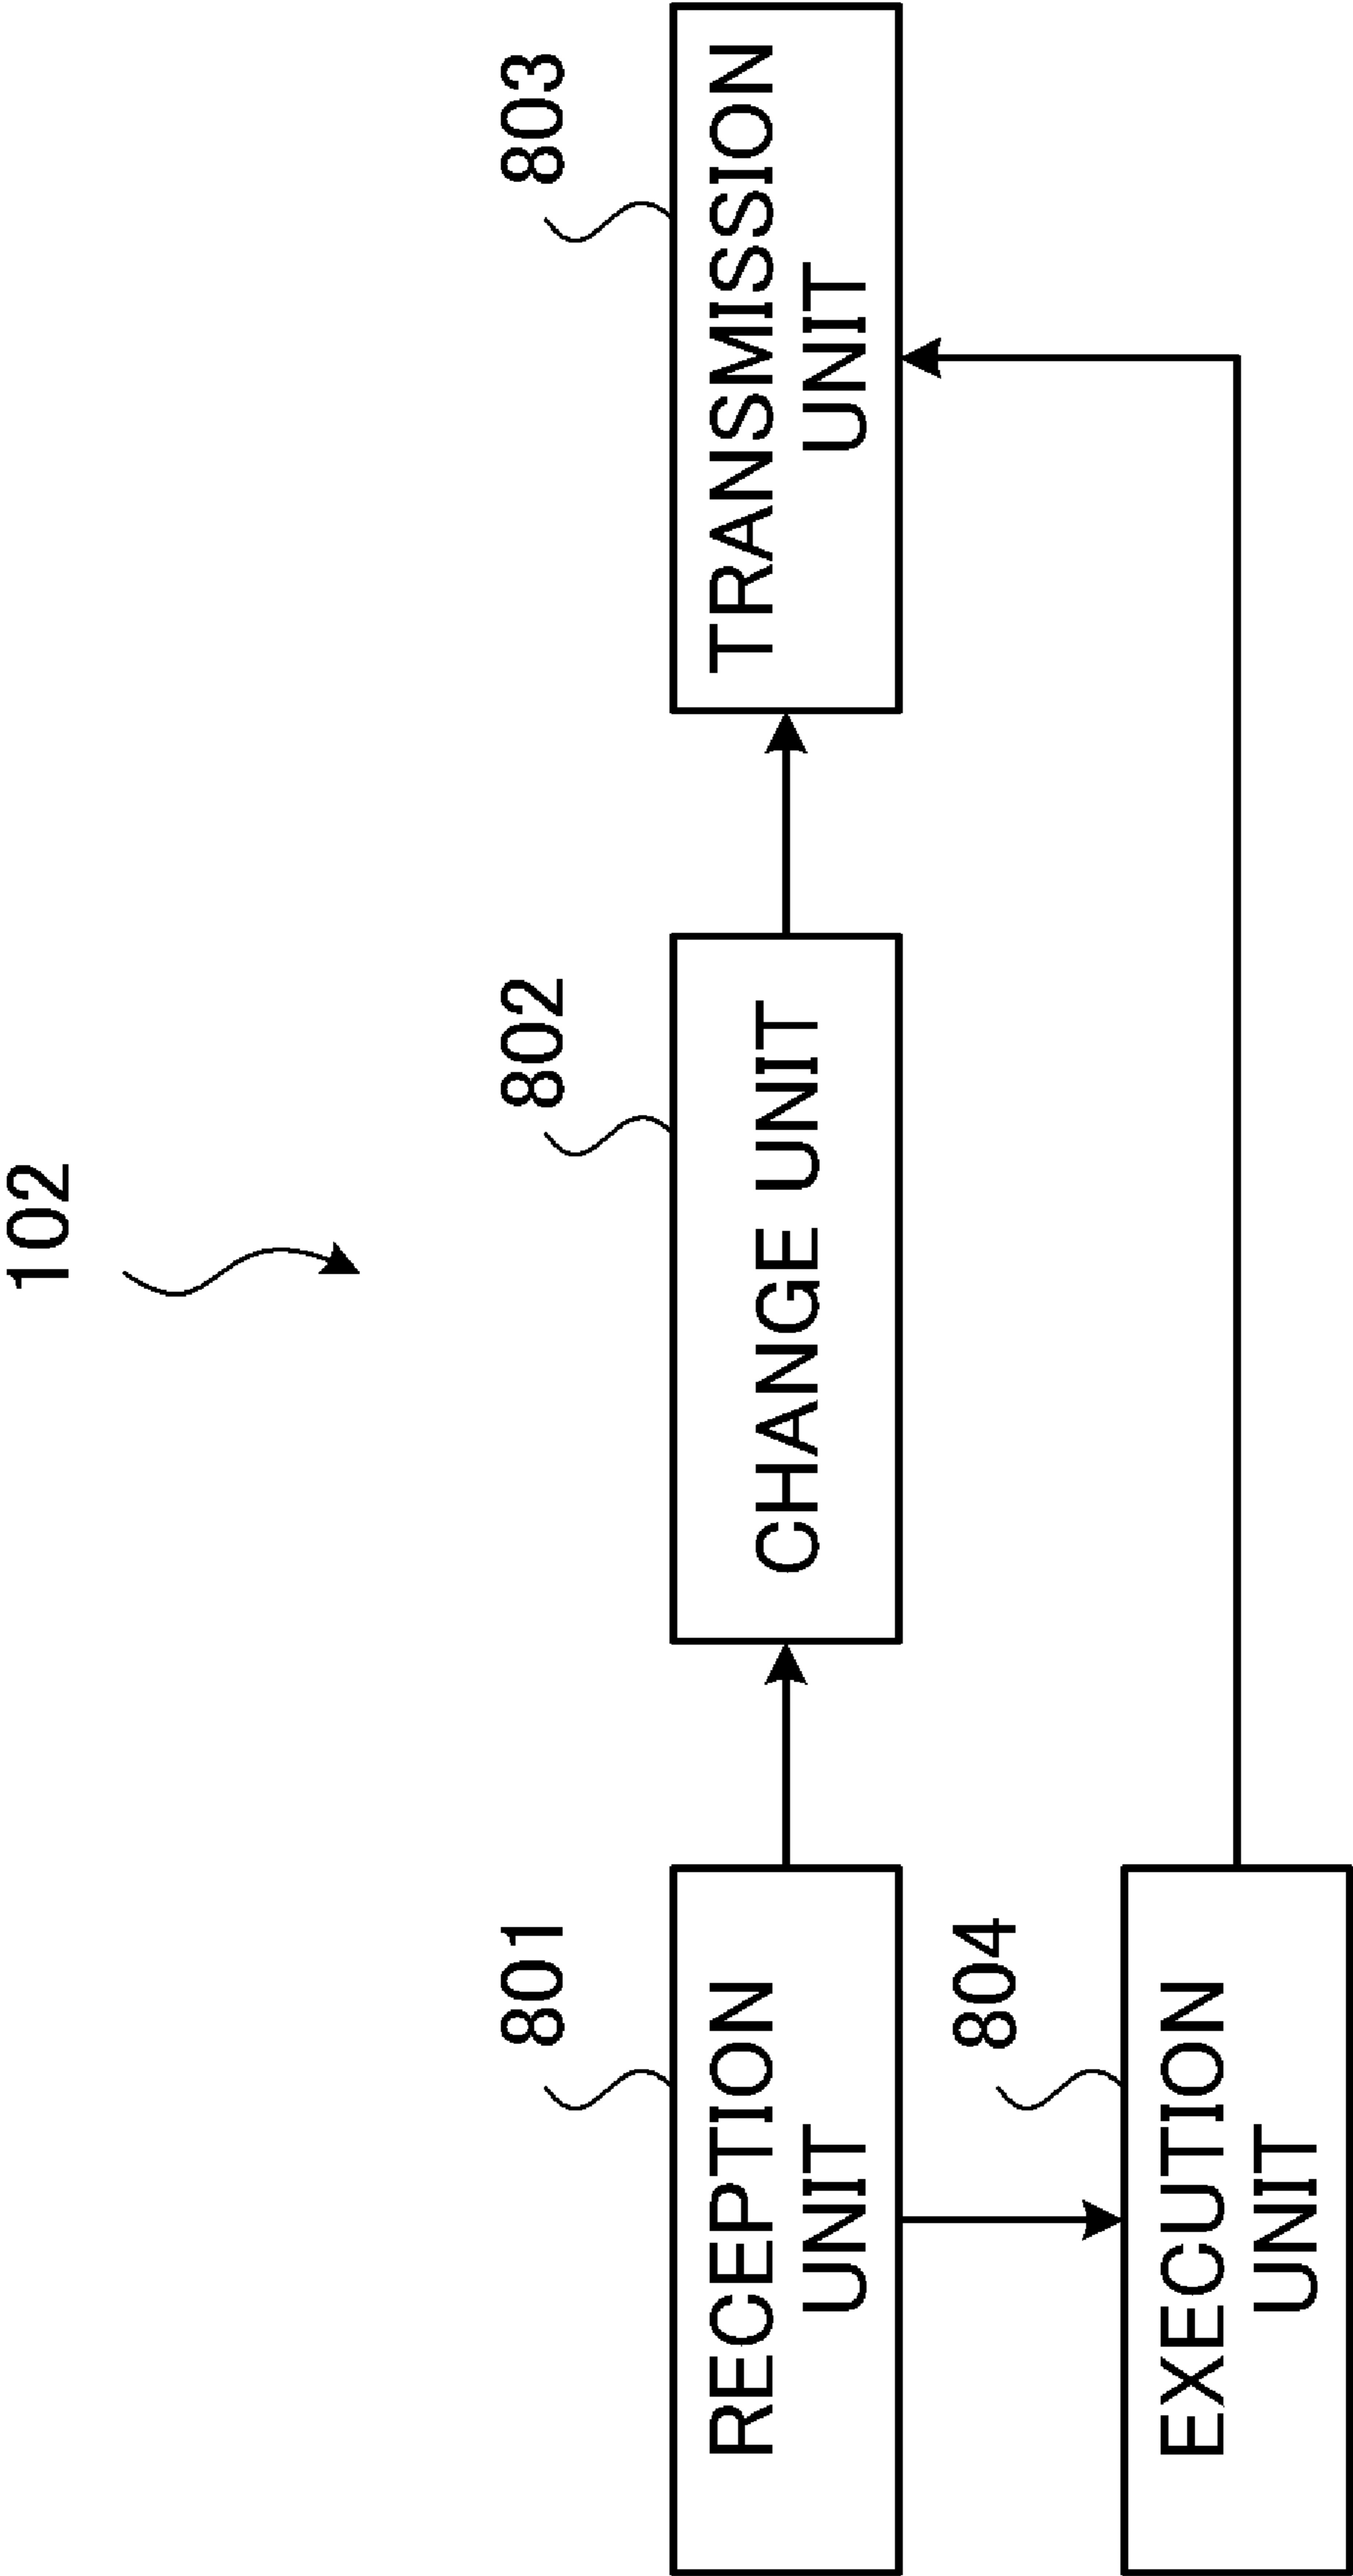 102
801
RECEPTION
UNIT
802
CHANGE UNIT
803
TRANSMISSION
UNIT
804
EXECUTION
UNIT